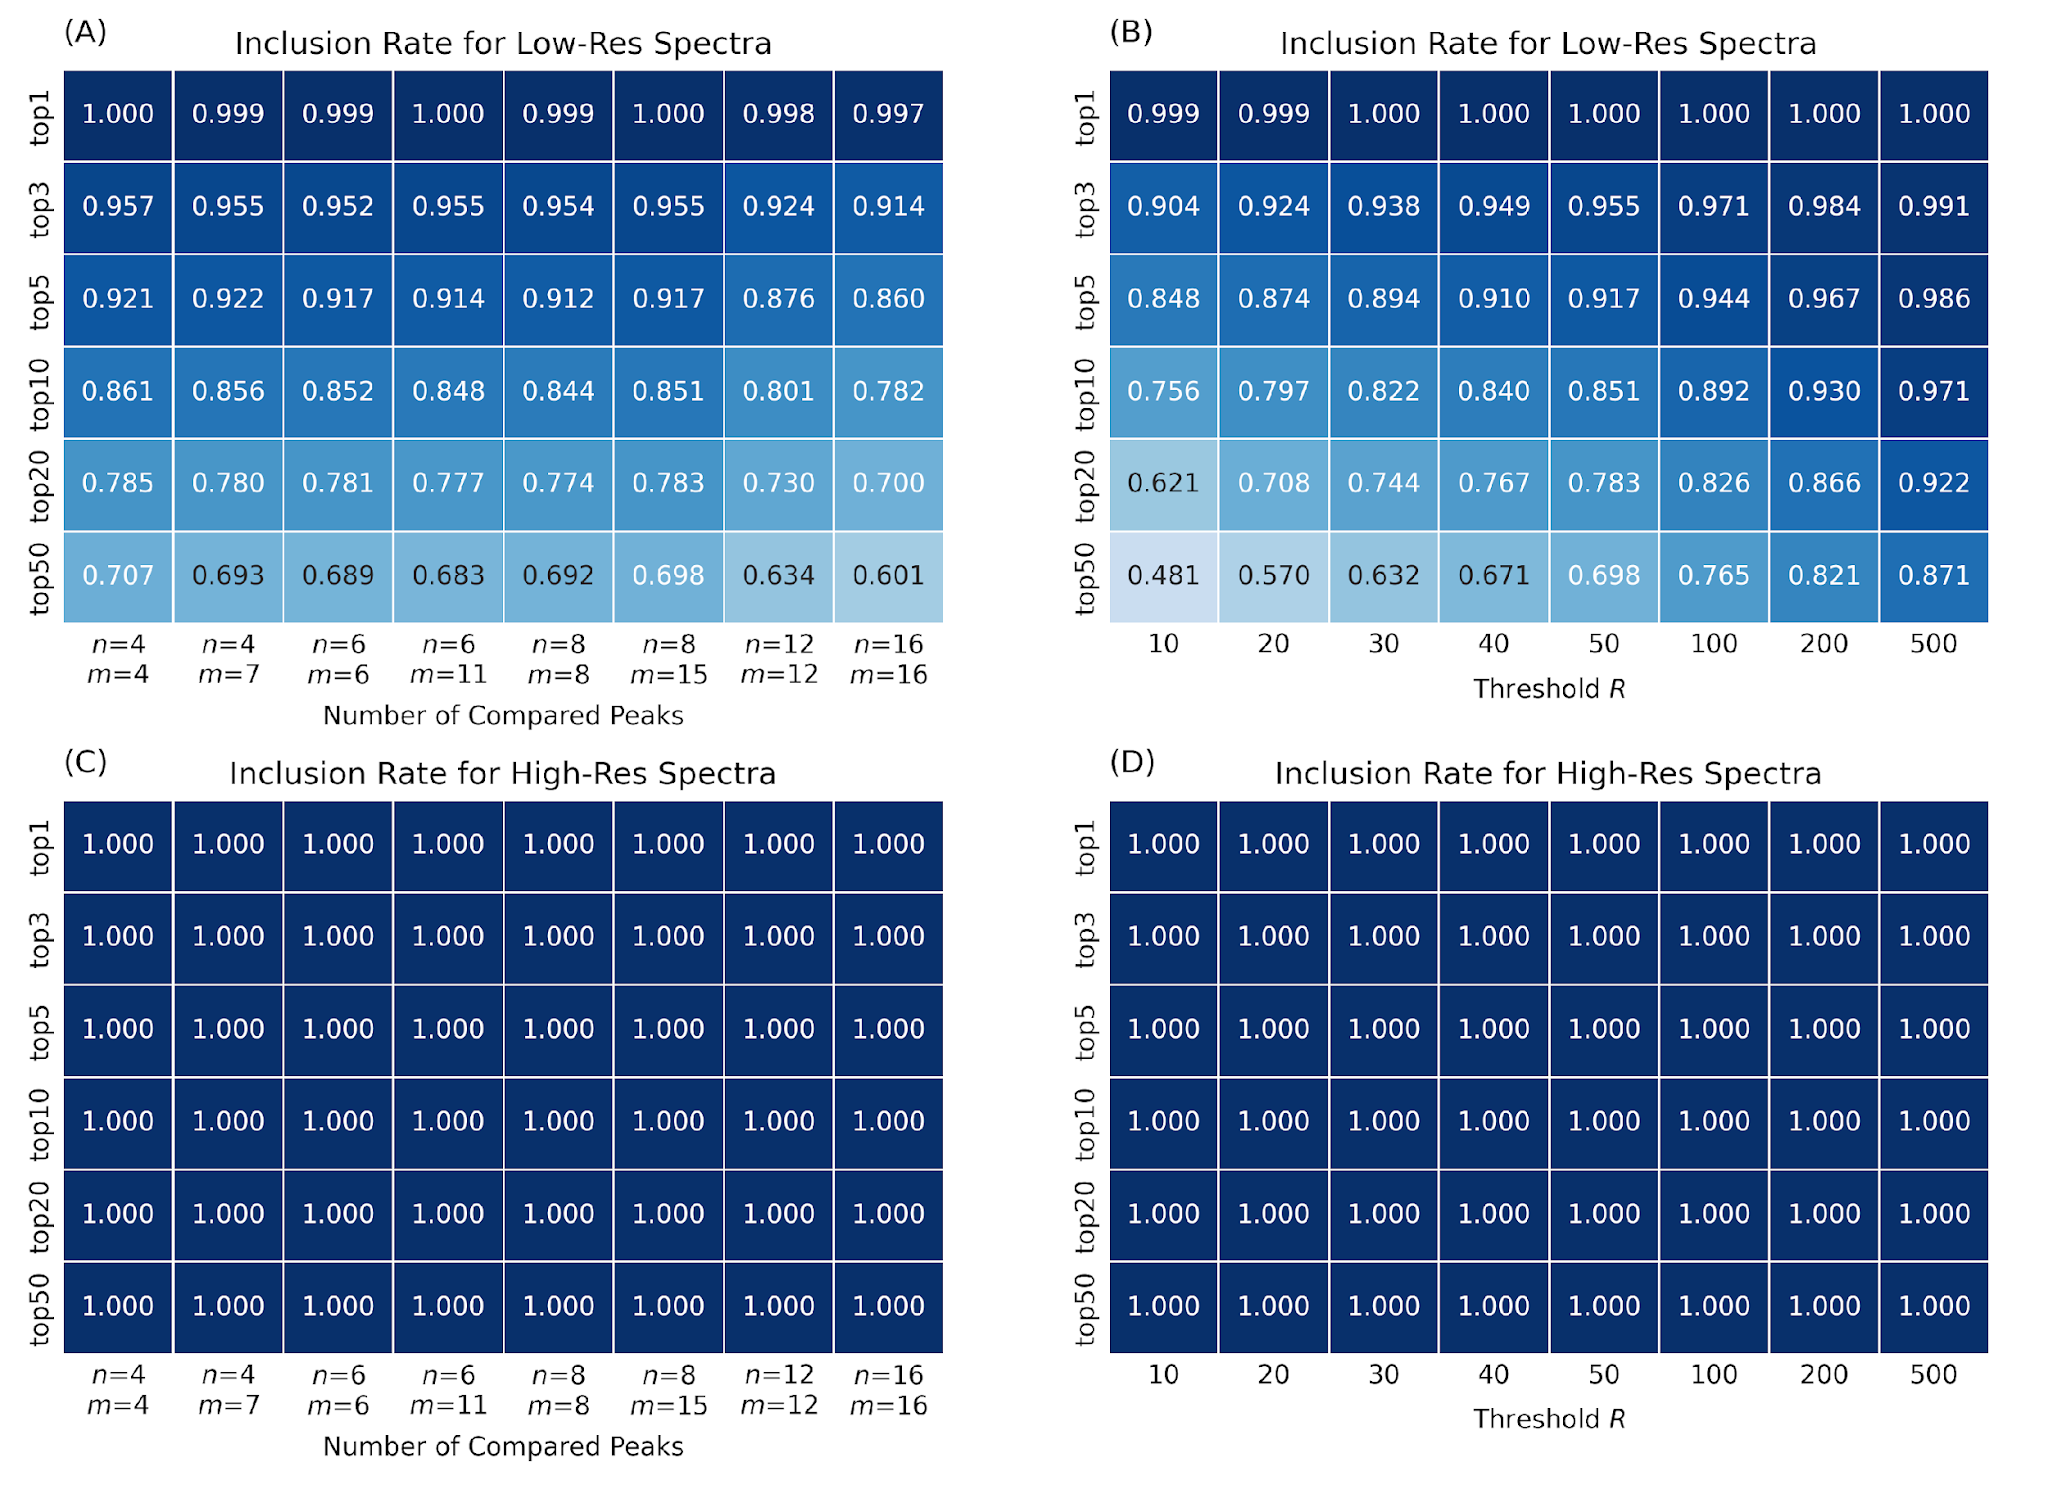 (A)
Inclusion Rate for Low-Res Spectra
top1 1.000 0.999 0.999 1.000 0.999 1.000 0.998 0.997
top3 0.957 0.955 0.952 0.955 0.954 0.955 0.924 0.914
top5 0.921 0.922 0.917 0.914 0.912 0.917 0.876 0.860
top10 0.861 0.856 0.852 0.848 0.844 0.851 0.801 0.782
top20 0.785 0.780 0.781 0.777 0.774 0.783 0.730 0.700
top50 0.707 0.693 0.689 0.683 0.692 0.698 0.634 0.601
n=4 n=4 n=6 n=6 n=8 n=8 n=12 n=16
m=4 m=7 m=6 m=11 m=8 m=15 m=12 m=16
Number of Compared Peaks
(B)
Inclusion Rate for Low-Res Spectra
top1 0.999 0.999 1.000 1.000 1.000 1.000 1.000 1.000
top3 0.904 0.924 0.938 0.949 0.955 0.971 0.984 0.991
top5 0.848 0.874 0.894 0.910 0.917 0.944 0.967 0.986
top10 0.756 0.797 0.822 0.840 0.851 0.892 0.930 0.971
top20 0.621 0.708 0.744 0.767 0.783 0.826 0.866 0.922
top50 0.481 0.570 0.632 0.671 0.698 0.765 0.821 0.871
10 20 30 40 50 100 200 500
Threshold R
(C)
Inclusion Rate for High-Res Spectra
top1 1.000 1.000 1.000 1.000 1.000 1.000 1.000 1.000
top3 1.000 1.000 1.000 1.000 1.000 1.000 1.000 1.000
top5 1.000 1.000 1.000 1.000 1.000 1.000 1.000 1.000
top10 1.000 1.000 1.000 1.000 1.000 1.000 1.000 1.000
top20 1.000 1.000 1.000 1.000 1.000 1.000 1.000 1.000
top50 1.000 1.000 1.000 1.000 1.000 1.000 1.000 1.000
n=4 n=4 n=6 n=6 n=8 n=8 n=12 n=16
m=4 m=7 m=6 m=11 m=8 m=15 m=12 m=16
Number of Compared Peaks
(D)
Inclusion Rate for High-Res Spectra
top1 1.000 1.000 1.000 1.000 1.000 1.000 1.000 1.000
top3 1.000 1.000 1.000 1.000 1.000 1.000 1.000 1.000
top5 1.000 1.000 1.000 1.000 1.000 1.000 1.000 1.000
top10 1.000 1.000 1.000 1.000 1.000 1.000 1.000 1.000
top20 1.000 1.000 1.000 1.000 1.000 1.000 1.000 1.000
top50 1.000 1.000 1.000 1.000 1.000 1.000 1.000 1.000
10 20 30 40 50 100 200 500
Threshold R